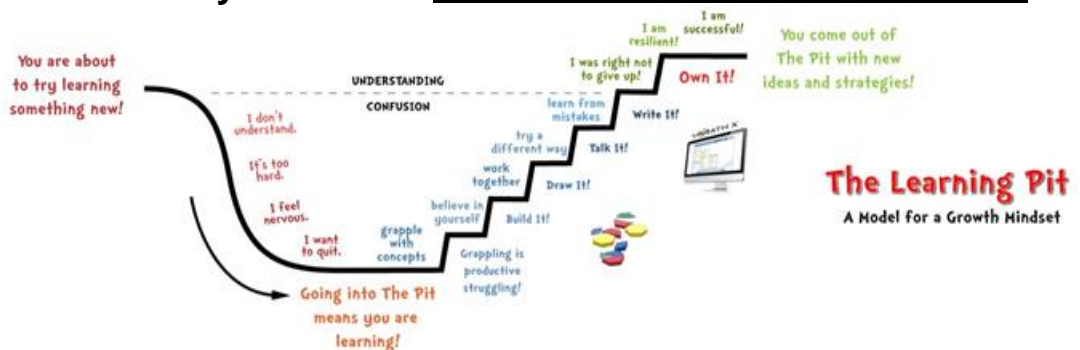 You are about
to try learning
something new!
UNDERSTANDING
CONFUSION
I don't
understand.
It's too
hard.
I feel
nervous.
I want
to quit.
Going into The Pit
means you are
learning!
grapple
with
concepts
Grappling is
productive
struggling!
believe in
yourself
Build It!
work
together
Draw It!
try a
different way
Talk It!
learn from
mistakes
Write It!
I was right not
to give up!
Own It!
I am
resilient!
I am
successful!
You come out of
The Pit with new
ideas and strategies!
The Learning Pit
A Model for a Growth Mindset